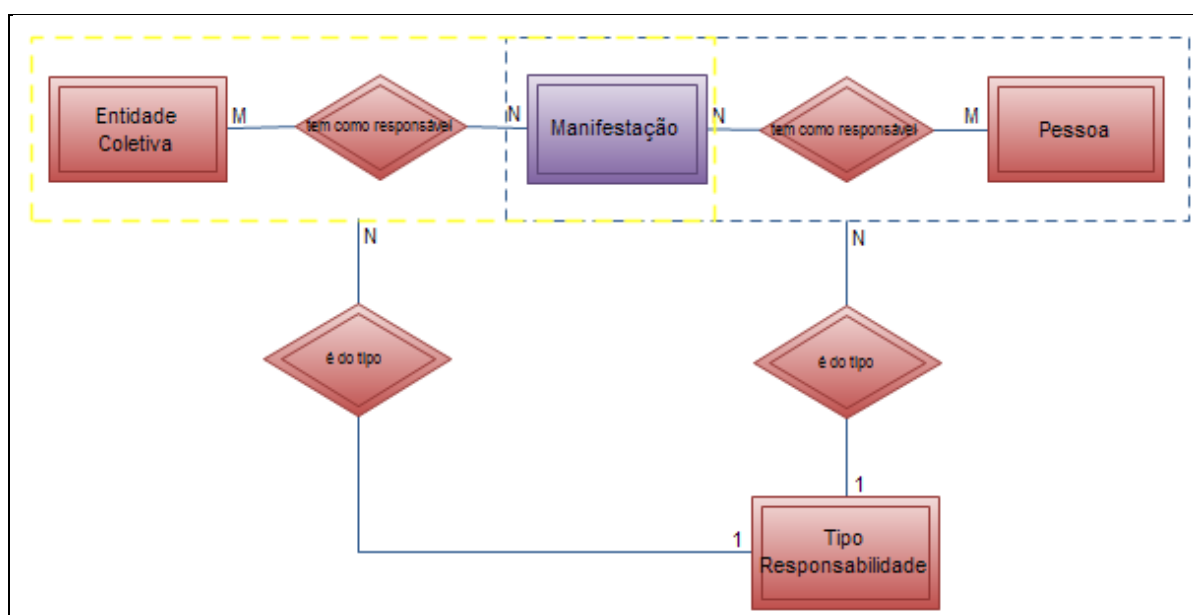 Entidade
Coletiva
M
tem como responsável
N
Manifestação
N
tem como responsável
M
Pessoa
N
N
é do tipo
é do tipo
1
1
Tipo
Responsabilidade